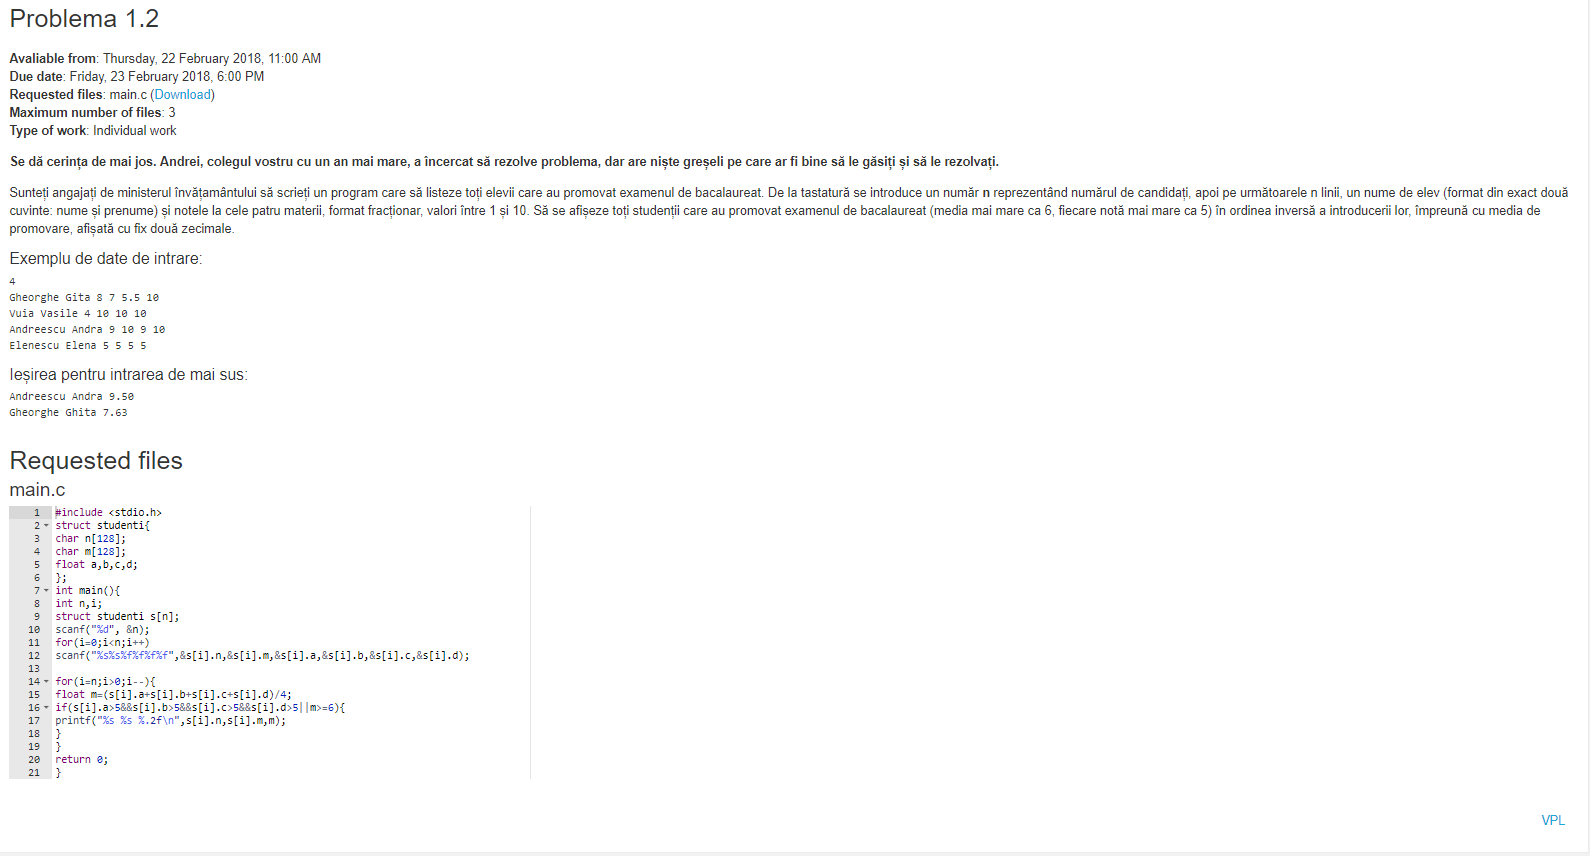 Problema 1.2
Avaliable from: Thursday, 22 February 2018, 11:00 AM
Due date: Friday, 23 February 2018, 6:00 PM
Requested files: main.c (Download)
Maximum number of files: 3
Type of work: Individual work
Se dă cerința de mai jos. Andrei, colegul vostru cu un an mai mare, a încercat să rezolve problema, dar are niște greșeli pe care ar fi bine să le găsiți și să le rezolvați.
Sunteți angajați de ministerul învățamântului să scrieți un program care să listeze toți elevii care au promovat examenul de bacalaureat. De la tastatură se introduce un număr n reprezentând numărul de candidați, apoi pe următoarele n linii, un nume de elev (format din exact două
cuvinte: nume și prenume) și notele la cele patru materii, format fracționar, valori între 1 și 10. Să se afișeze toți studenții care au promovat examenul de bacalaureat (media mai mare ca 6, fiecare notă mai mare ca 5) în ordinea inversă a introducerii lor, împreună cu media de
promovare, afișată cu fix două zecimale.
Exemplu de date de intrare:
4
Gheorghe Gita 8 7 5.5 10
Vuia Vasile 4 10 10 10
Andreescu Andra 9 10 9 10
Elenescu Elena 5 5 5 5
Ieșirea pentru intrarea de mai sus:
Andreescu Andra 9.50
Gheorghe Ghita 7.63
Requested files
main.c
1 #include <stdio.h>
2 struct studenti{
3 char n[128];
4 char m[128];
5 float a,b,c,d;
6 };
7 int main(){
8 int n,i;
9 struct studenti s[n];
10 scanf("%d", &n);
11 for(i=0;i<n;i++)
12 scanf("%s%s%f%f%f%f",&s[i].n,&s[i].m,&s[i].a,&s[i].b,&s[i].c,&s[i].d);
13
14 for(i=n;i>0;i--){
15 float m=(s[i].a+s[i].b+s[i].c+s[i].d)/4;
16 if(s[i].a>5&&s[i].b>5&&s[i].c>5&&s[i].d>5||m>=6){
17 printf("%s %s %.2f\n",s[i].n,s[i].m,m);
18 }
19 }
20 return 0;
21 }
VPL